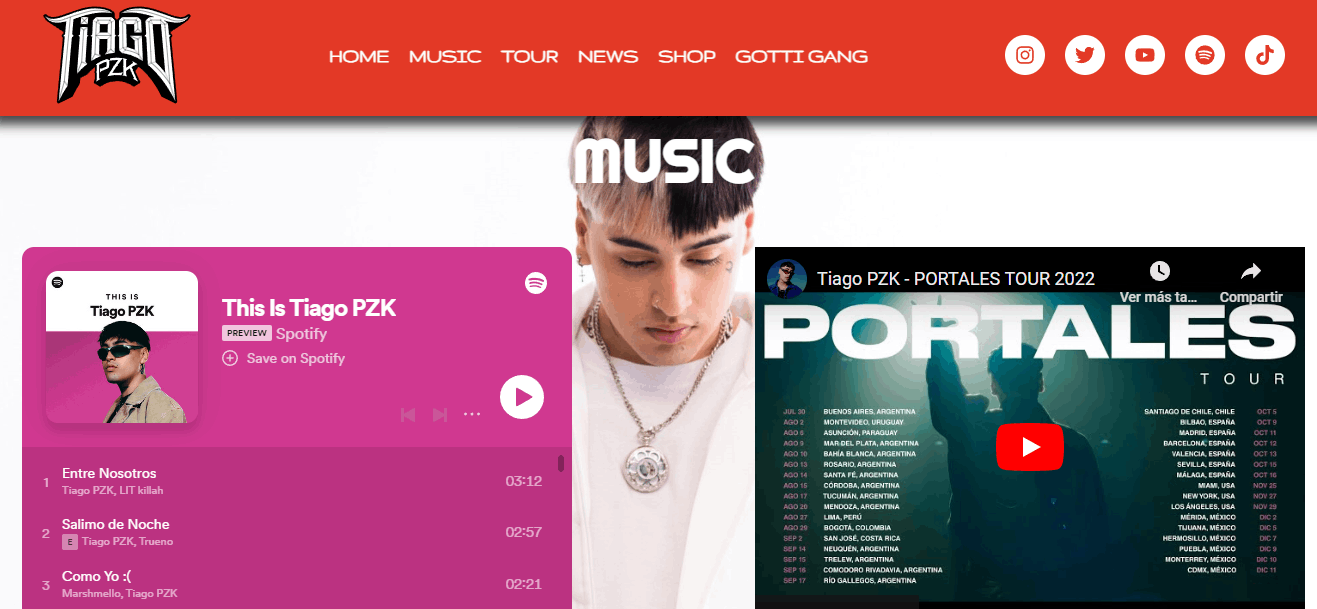 TIAGO
PZK
HOME MUSIC TOUR NEWS SHOP GOTTI GANG
MUSIC
THIS IS
Tiago PZK
This Is Tiago PZK
PREVIEW Spotify
Save on Spotify
1 Entre Nosotros 03:12
Tiago PZK, LIT killah
2 Salimo de Noche 02:57
E Tiago PZK, Trueno
3 Como Yo :( 02:21
Marshmello, Tiago PZK
Tiago PZK - PORTALES TOUR 2022
Ver más ta... Compartir
PORTALES
TOUR
JUL 30 BUENOS AIRES, ARGENTINA
AGO 2 MONTEVIDEO, URUGUAY
AGO 6 ASUNCIÓN, PARAGUAY
AGO 9 MAR DEL PLATA, ARGENTINA
AGO 10 BAHÍA BLANCA, ARGENTINA
AGO 13 ROSARIO, ARGENTINA
AGO 14 SANTA FÉ, ARGENTINA
AGO 15 CÓRDOBA, ARGENTINA
AGO 17 TUCUMÁN, ARGENTINA
AGO 20 MENDOZA, ARGENTINA
AGO 27 LIMA, PERÚ
AGO 29 BOGOTÁ, COLOMBIA
SEP 2 SAN JOSÉ, COSTA RICA
SEP 14 NEUQUÉN, ARGENTINA
SEP 15 TRELEW, ARGENTINA
SEP 16 COMODORO RIVADAVIA, ARGENTINA
SEP 17 RÍO GALLEGOS, ARGENTINA
SANTIAGO DE CHILE, CHILE OCT 5
BILBAO, ESPAÑA OCT 9
MADRID, ESPAÑA OCT 11
BARCELONA, ESPAÑA OCT 12
VALENCIA, ESPAÑA OCT 13
SEVILLA, ESPAÑA OCT 15
MÁLAGA, ESPAÑA OCT 16
MIAMI, USA NOV 25
NEW YORK, USA NOV 27
LOS ÁNGELES, USA NOV 29
MÉRIDA, MÉXICO DIC 2
TIJUANA, MÉXICO DIC 5
HERMOSILLO, MÉXICO DIC 7
PUEBLA, MÉXICO DIC 9
MONTERREY, MÉXICO DIC 10
CDMX, MÉXICO DIC 11